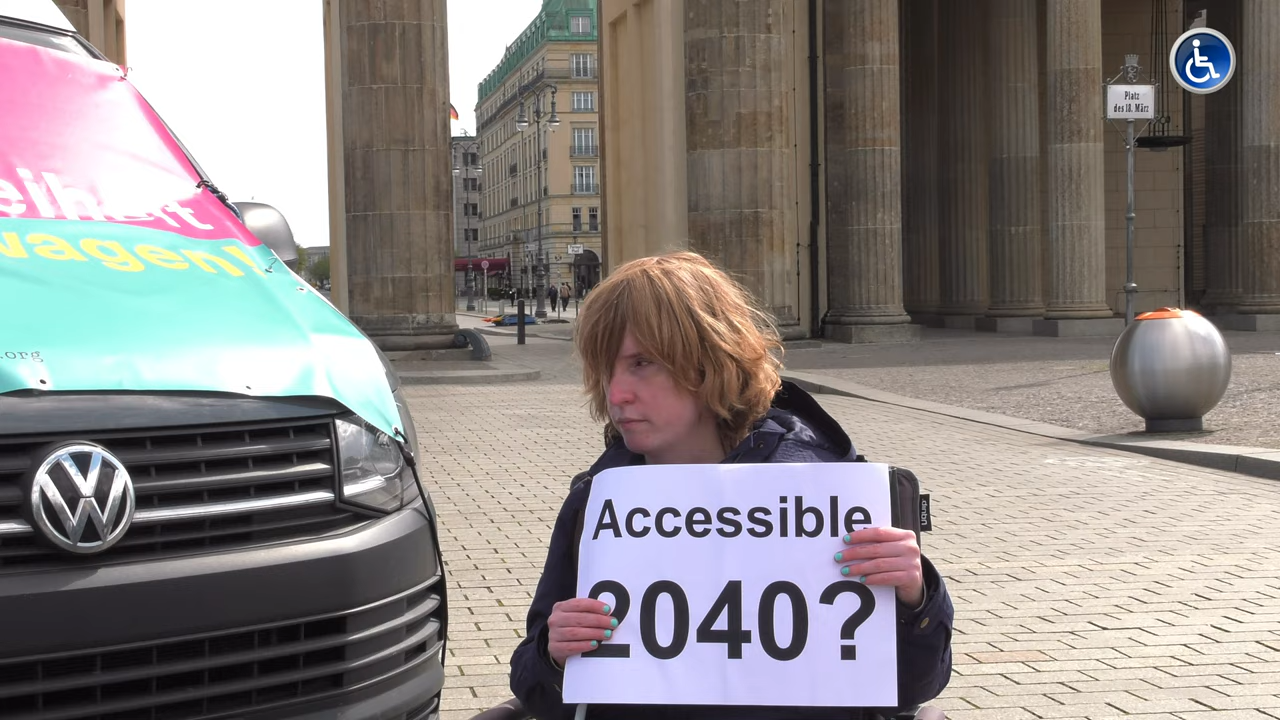 eiheit
wagen!
.org
Platz
des 18. März
Accessible
2040?